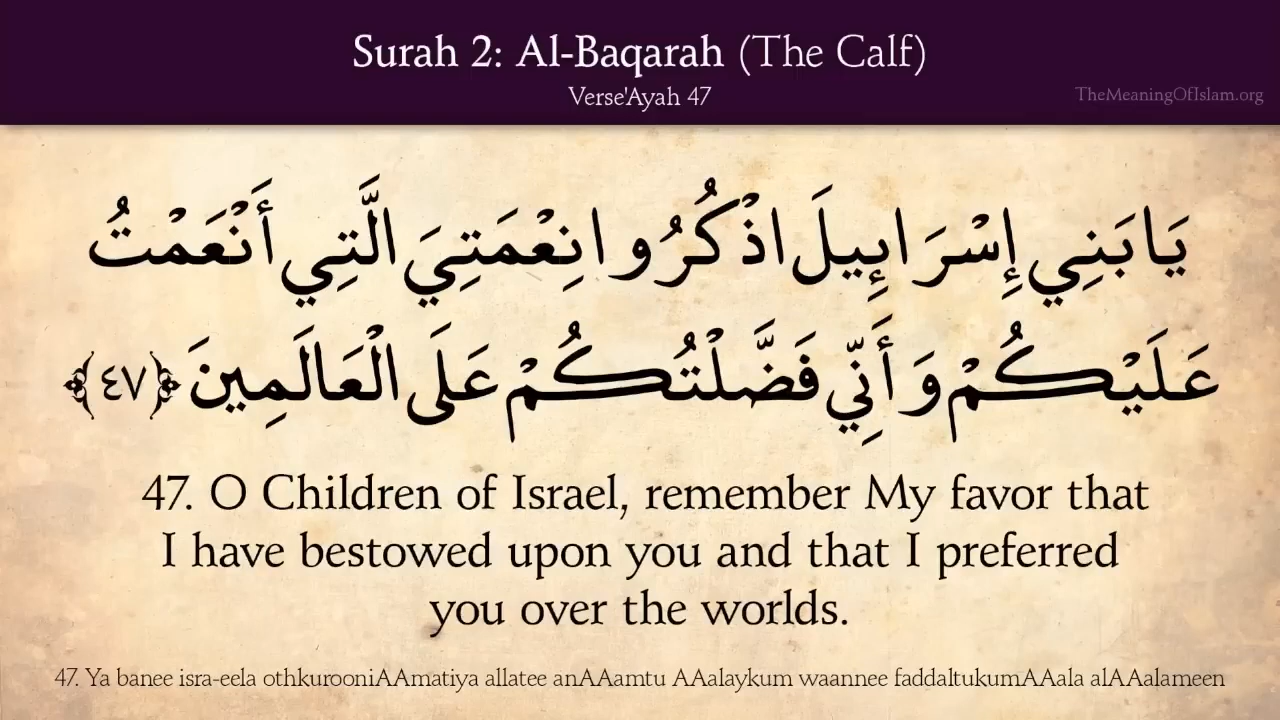 Surah 2: Al-Baqarah (The Calf)
Verse'Ayah 47
TheMeaningOfIslam.org
يَا بَنِي إِسْرَايِٕيلَ اذْكُرُوا نِعْمَتِيَ الَّتِي أَنْعَمْتُ
عَلَيْكُمْ وَأَنِّي فَضَّلْتُكُمْ عَلَى الْعَالَمِينَ ﴿٤٧﴾
47. O Children of Israel, remember My favor that
I have bestowed upon you and that I preferred
you over the worlds.
47. Ya banee isra-eela othkurooniAAmatiya allatee anAAamtu AAalaykum waannee faddaltukumAAala alAAalameen